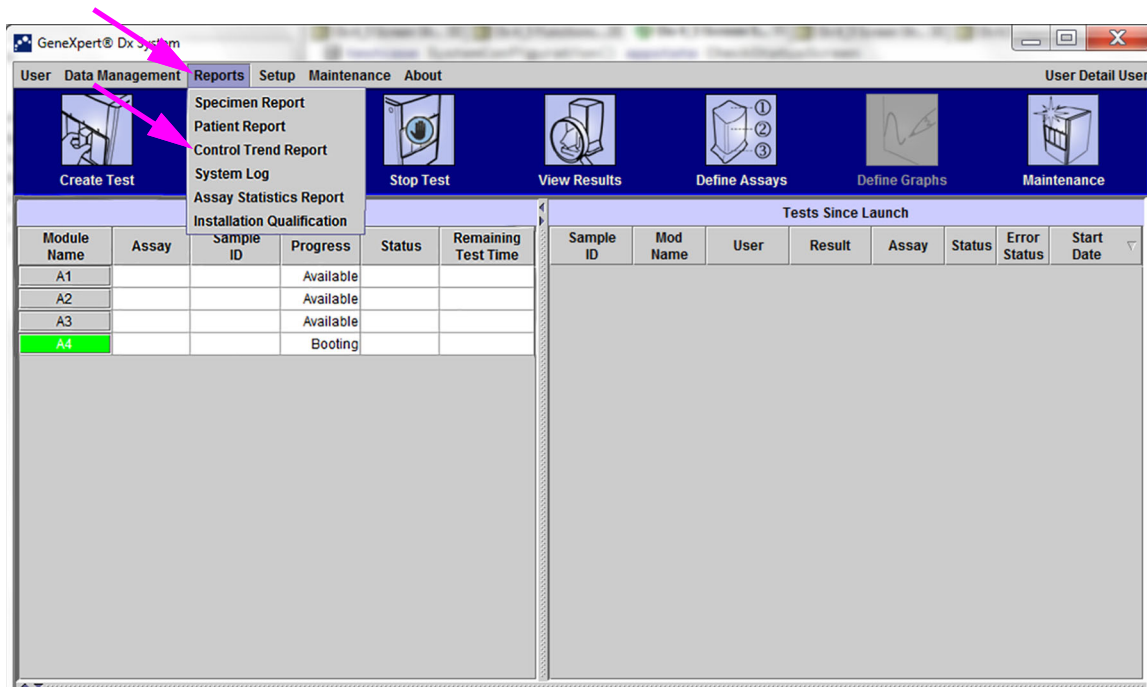 GeneXpert® Dx System
User Data Management Reports Setup Maintenance About User Detail User
Specimen Report
Patient Report
Control Trend Report
System Log
Assay Statistics Report
Installation Qualification
Create Test Stop Test View Results Define Assays Define Graphs Maintenance
①
②
③
Tests Since Launch
Module Name Assay Sample ID Progress Status Remaining Test Time Sample ID Mod Name User Result Assay Status Error Status Start Date
A1 Available
A2 Available
A3 Available
A4 Booting